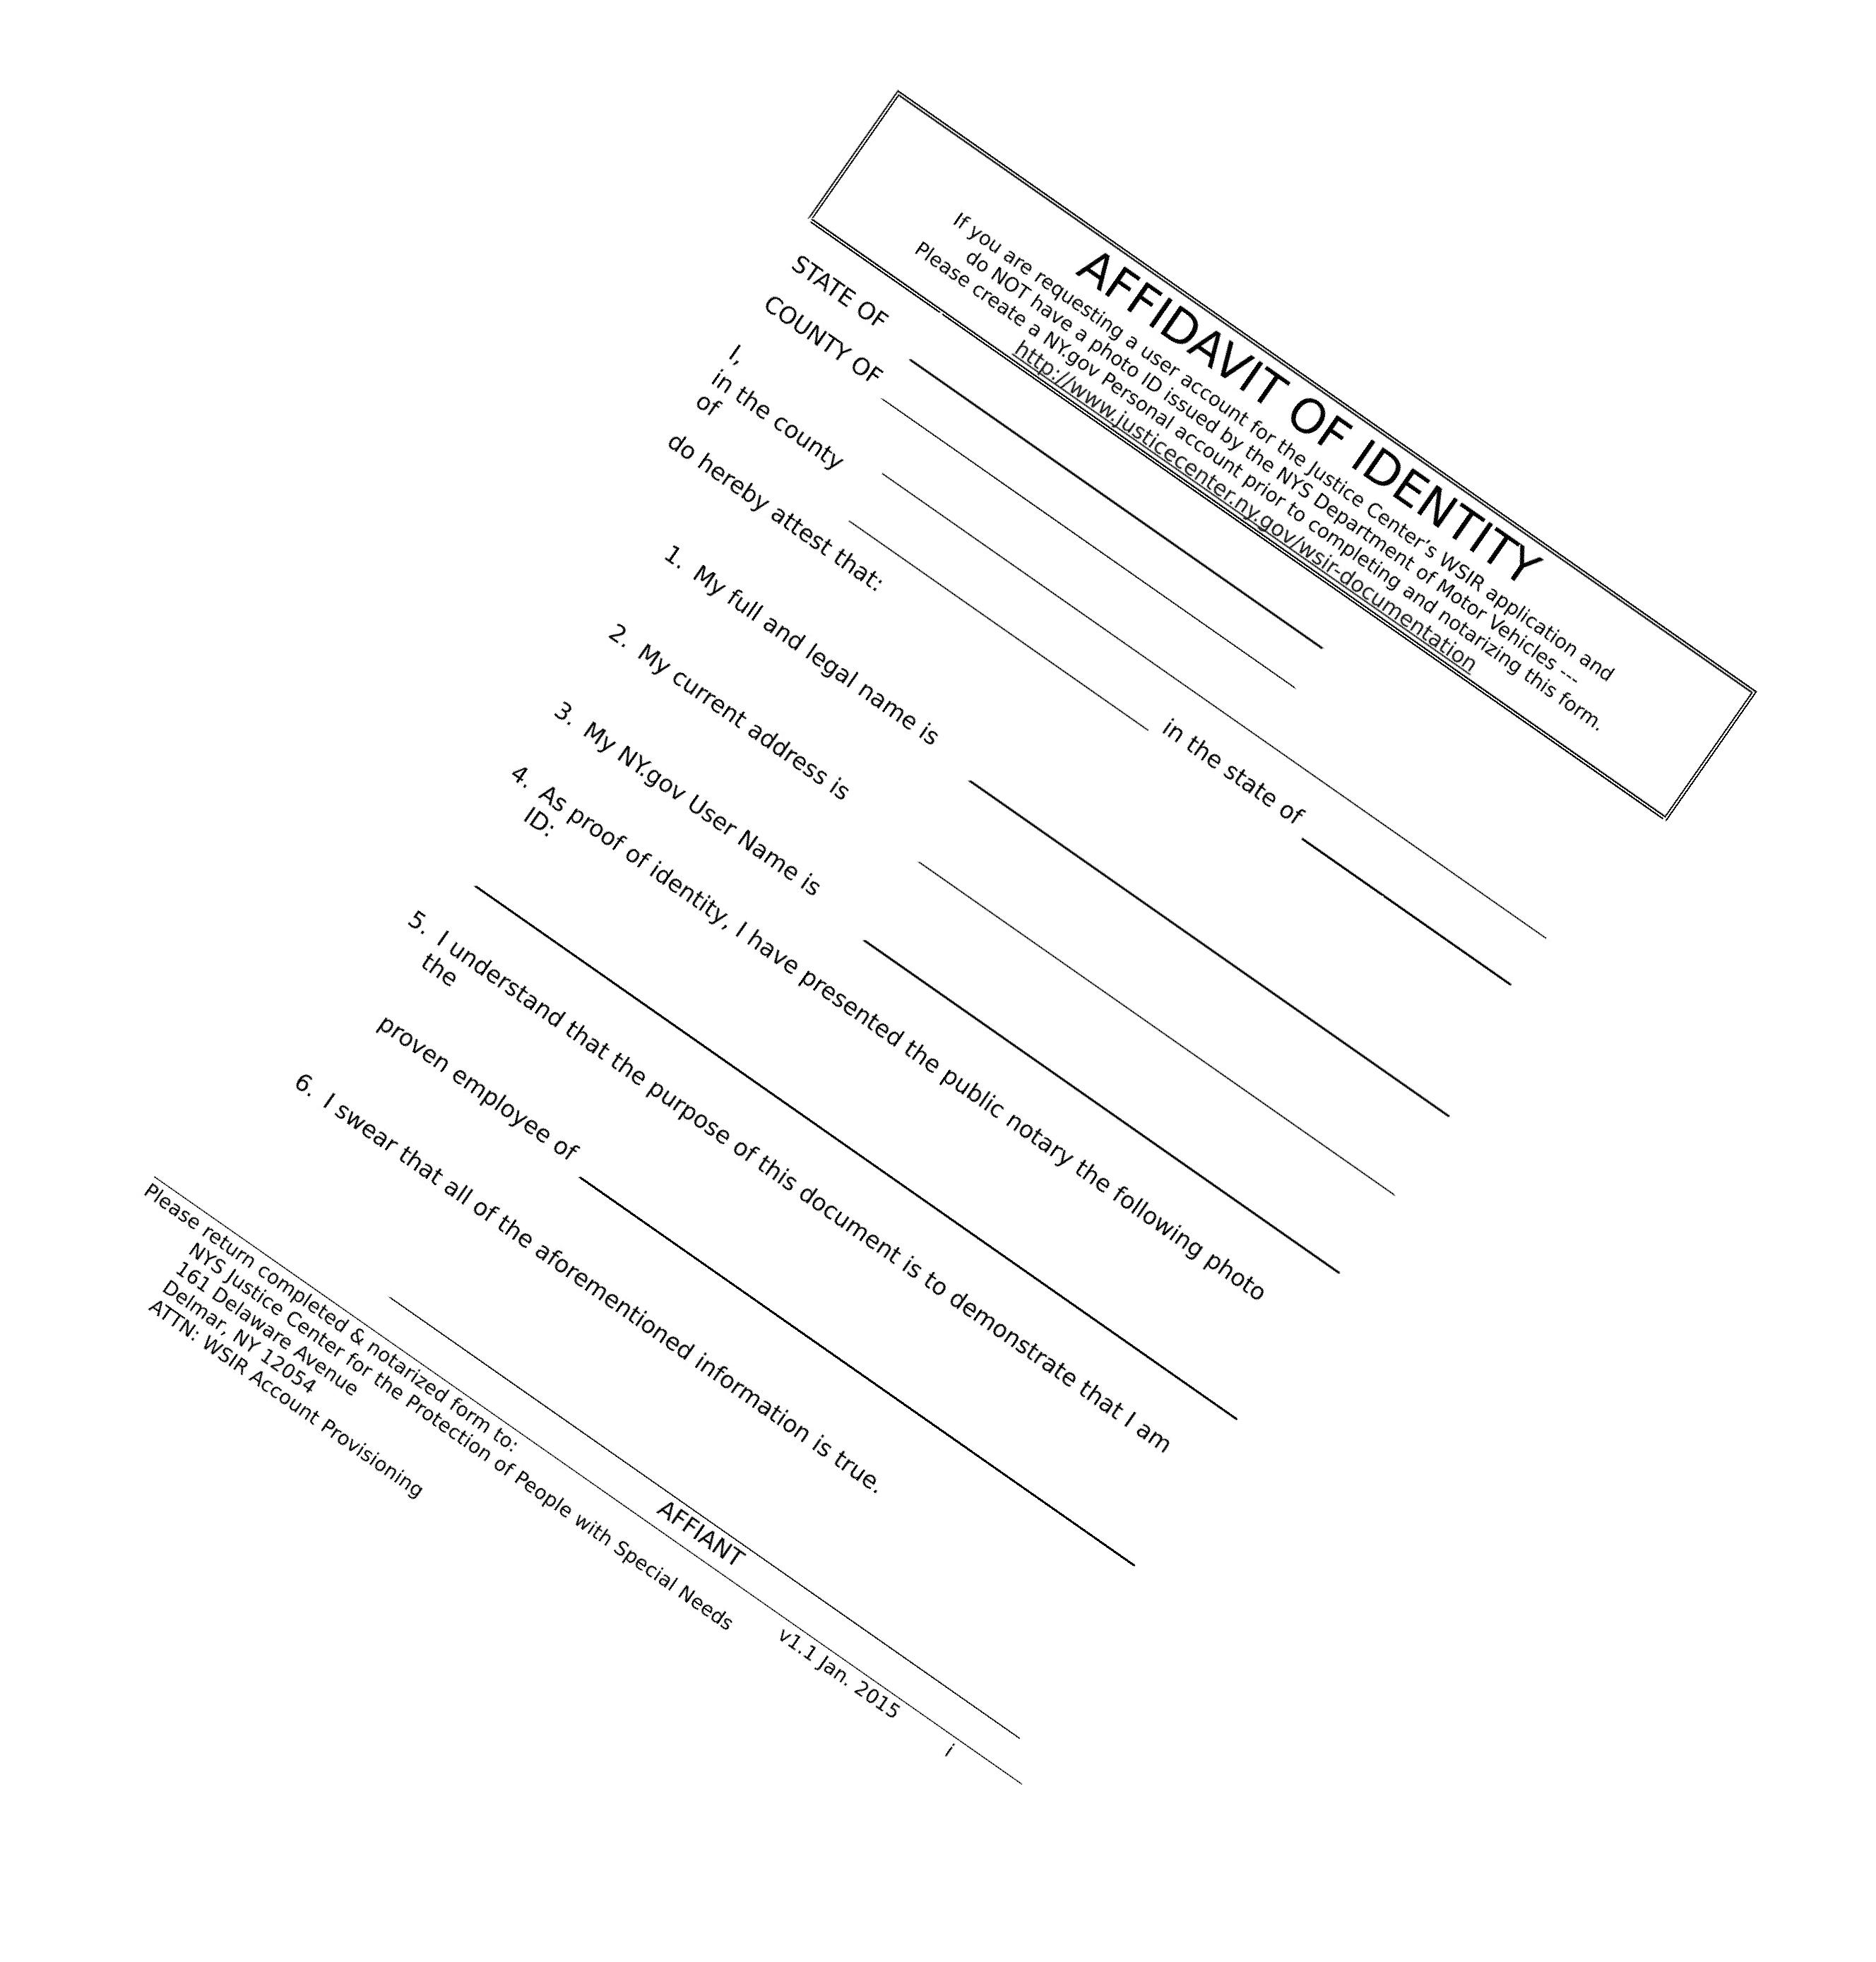 AFFIDAVIT OF IDENTITY
If you are requesting a user account for the Justice Center’s WSIR application and
do NOT have a photo ID issued by the NYS Department of Motor Vehicles ---
Please create a NY.gov Personal account prior to completing and notarizing this form.
http://www.justicecenter.ny.gov/wsir-documentation
STATE OF
COUNTY OF
I,
in the county
of
in the state of
do hereby attest that:
1. My full and legal name is
2. My current address is
3. My NY.gov User Name is
4. As proof of identity, I have presented the public notary the following photo
ID:
5. I understand that the purpose of this document is to demonstrate that I am
the
proven employee of
6. I swear that all of the aforementioned information is true.
AFFIANT
Please return completed & notarized form to:
NYS Justice Center for the Protection of People with Special Needs
161 Delaware Avenue
Delmar, NY 12054
ATTN: WSIR Account Provisioning
v1.1 Jan. 2015
i